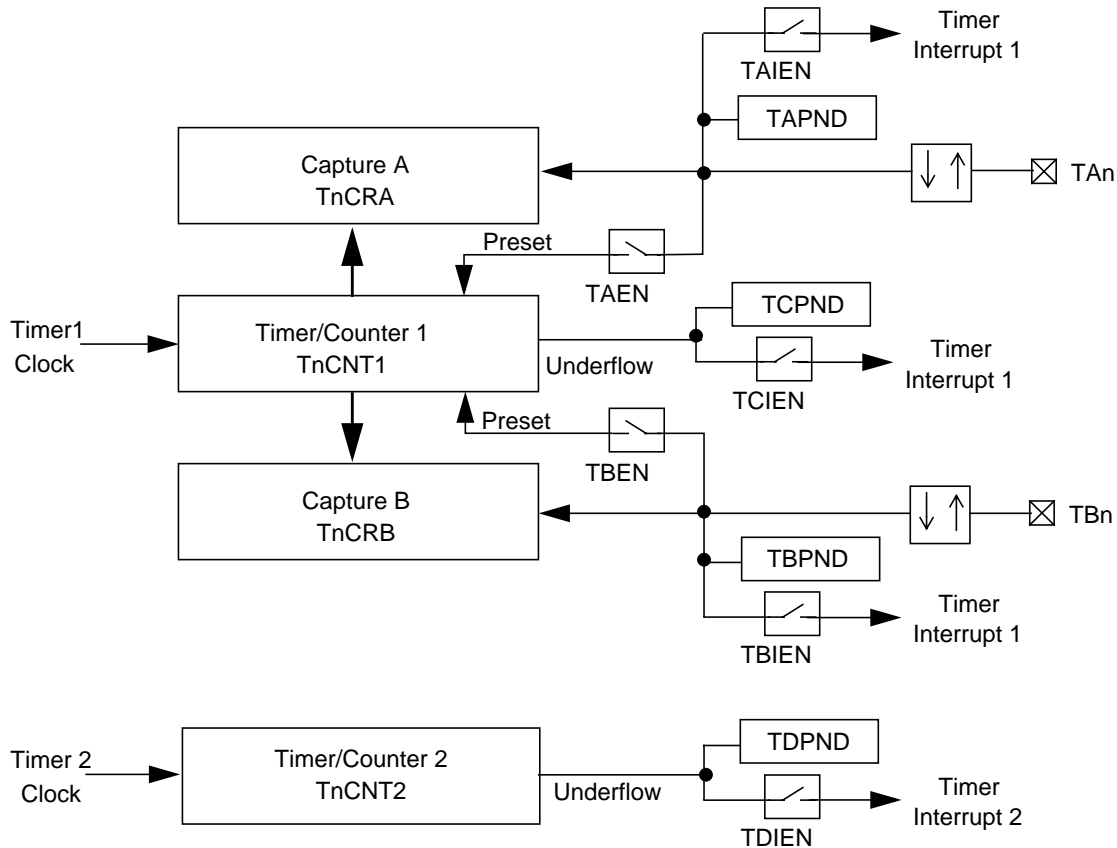 Timer
Interrupt 1
TAIEN
TAPND
Capture A
TnCRA
TAn
Preset
TAEN
TCPND
Timer1
Clock
Timer/Counter 1
TnCNT1
Underflow
Timer
Interrupt 1
TCIEN
Preset
TBEN
Capture B
TnCRB
TBn
TBPND
Timer
Interrupt 1
TBIEN
Timer 2
Clock
Timer/Counter 2
TnCNT2
Underflow
TDPND
Timer
Interrupt 2
TDIEN